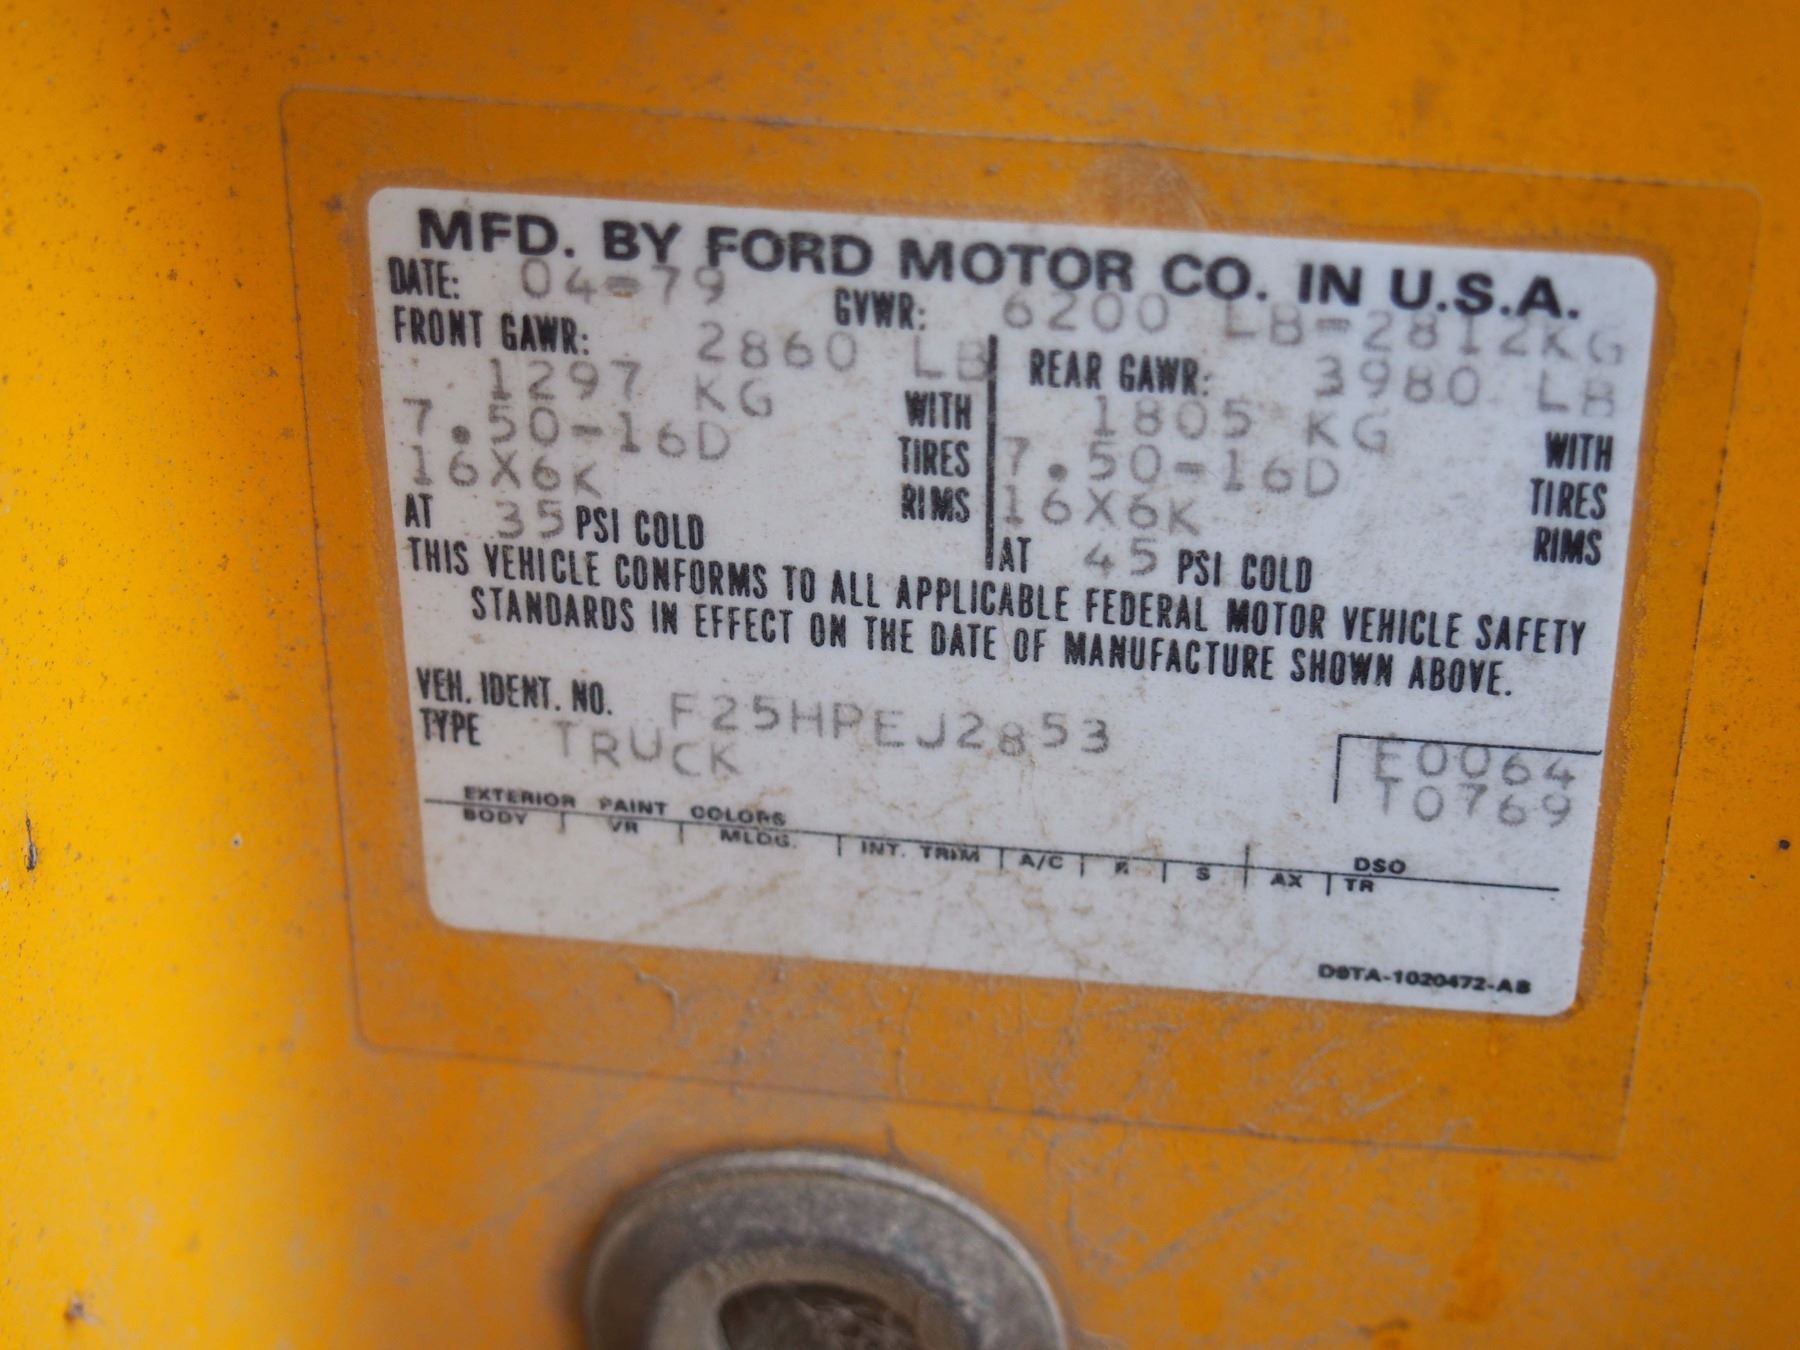 MFD. BY FORD MOTOR CO. IN U.S.A.
DATE: 04-79 GVWR: 6200 LB-2812KG
FRONT GAWR: 2860 LB REAR GAWR: 3980 LB
1297 KG WITH 1805 KG WITH
7.50-16D TIRES 7.50-16D TIRES
16X6K RIMS 16X6K RIMS
AT 35 PSI COLD AT 45 PSI COLD
THIS VEHICLE CONFORMS TO ALL APPLICABLE FEDERAL MOTOR VEHICLE SAFETY
STANDARDS IN EFFECT ON THE DATE OF MANUFACTURE SHOWN ABOVE.
VEH. IDENT. NO. F25HPEJ2853
TYPE TRUCK E0064
T0769
EXTERIOR PAINT COLORS DSO
BODY VR MLDG. INT. TRIM A/C R S AX TR
D9TA-1020472-AB